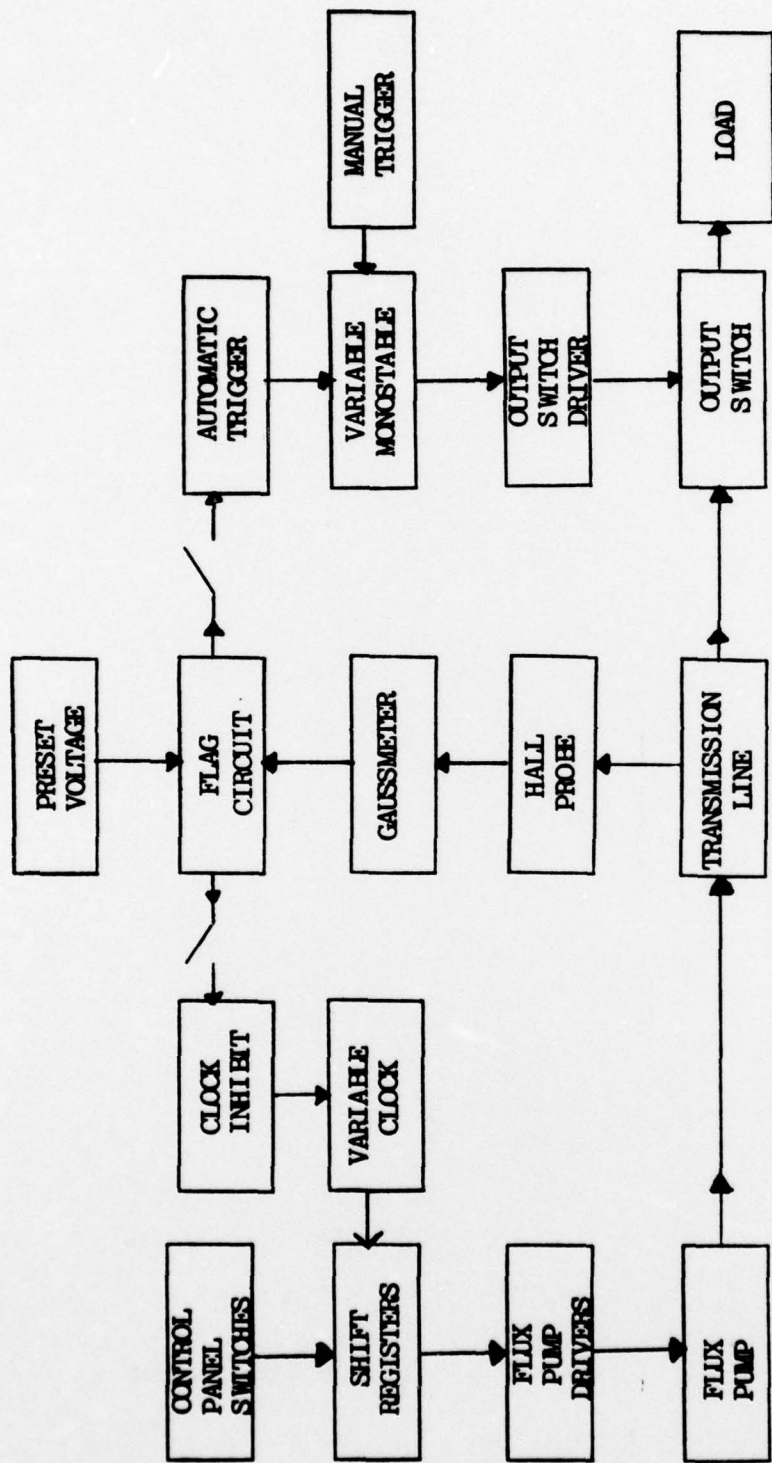 PRESET
VOLTAGE
CONTROL
PANEL
SWITCHES
CLOCK
INHIBIT
FLAG
CIRCUIT
AUTOMATIC
TRIGGER
SHIFT
REGISTERS
VARIABLE
CLOCK
GAUSSMETER
VARIABLE
MONOSTABLE
MANUAL
TRIGGER
FLUX
PUMP
DRIVERS
HALL
PROBE
OUTPUT
SWITCH
DRIVER
FLUX
PUMP
TRANSMISSION
LINE
OUTPUT
SWITCH
LOAD